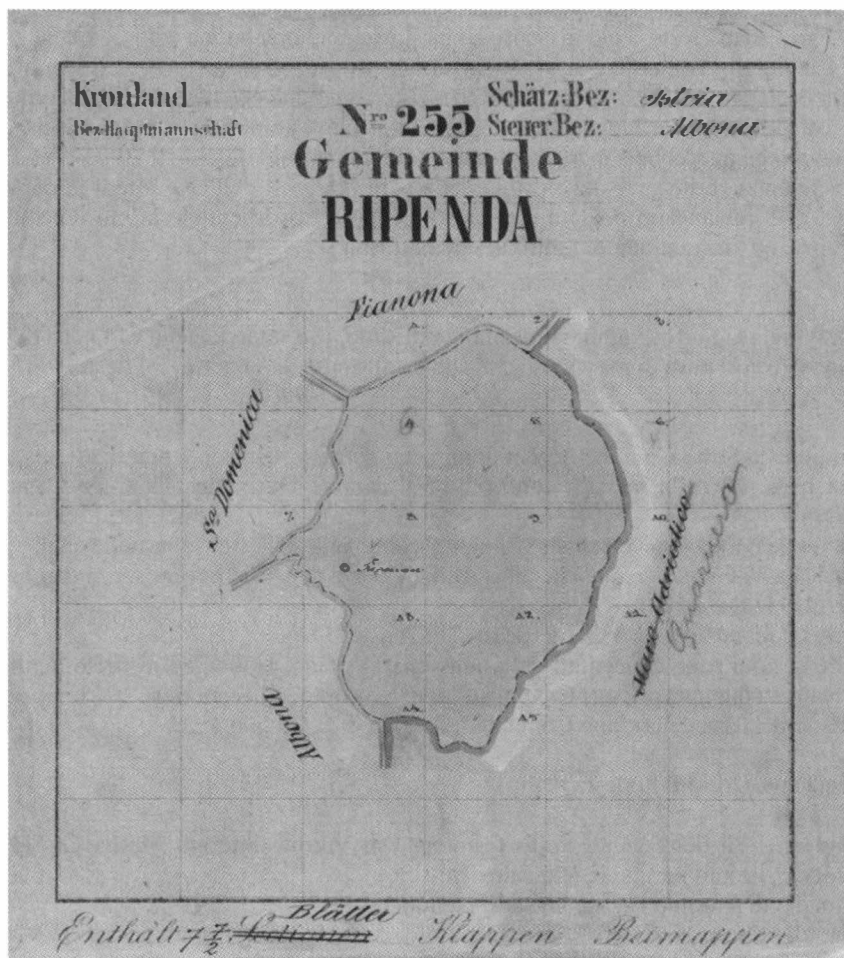 Kronland
Bez:Hauptmannschaft
Nro 255
Schätz:Bez: Istria
Steuer:Bez: Albona
Gemeinde
RIPENDA
Fianona
Sta Domenica
Mare Adriatico
Quarnero
Albona
Enthält 7 7/2 Sectionen Blätter Klappen Beimappen